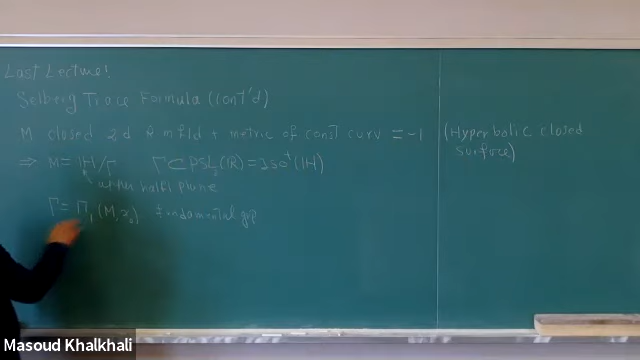 Last Lecture!
Selberg Trace Formula (cont'd)
M closed 2d R.mfld + metric of const curv = -1 (Hyperbolic closed surface)
⇒ M = ℍ/Γ Γ ⊂ PSL₂(ℝ) = Iso⁺(ℍ)
upper half plane
Γ = π₁(M, x₀) fundamental gp
Masoud Khalkhali